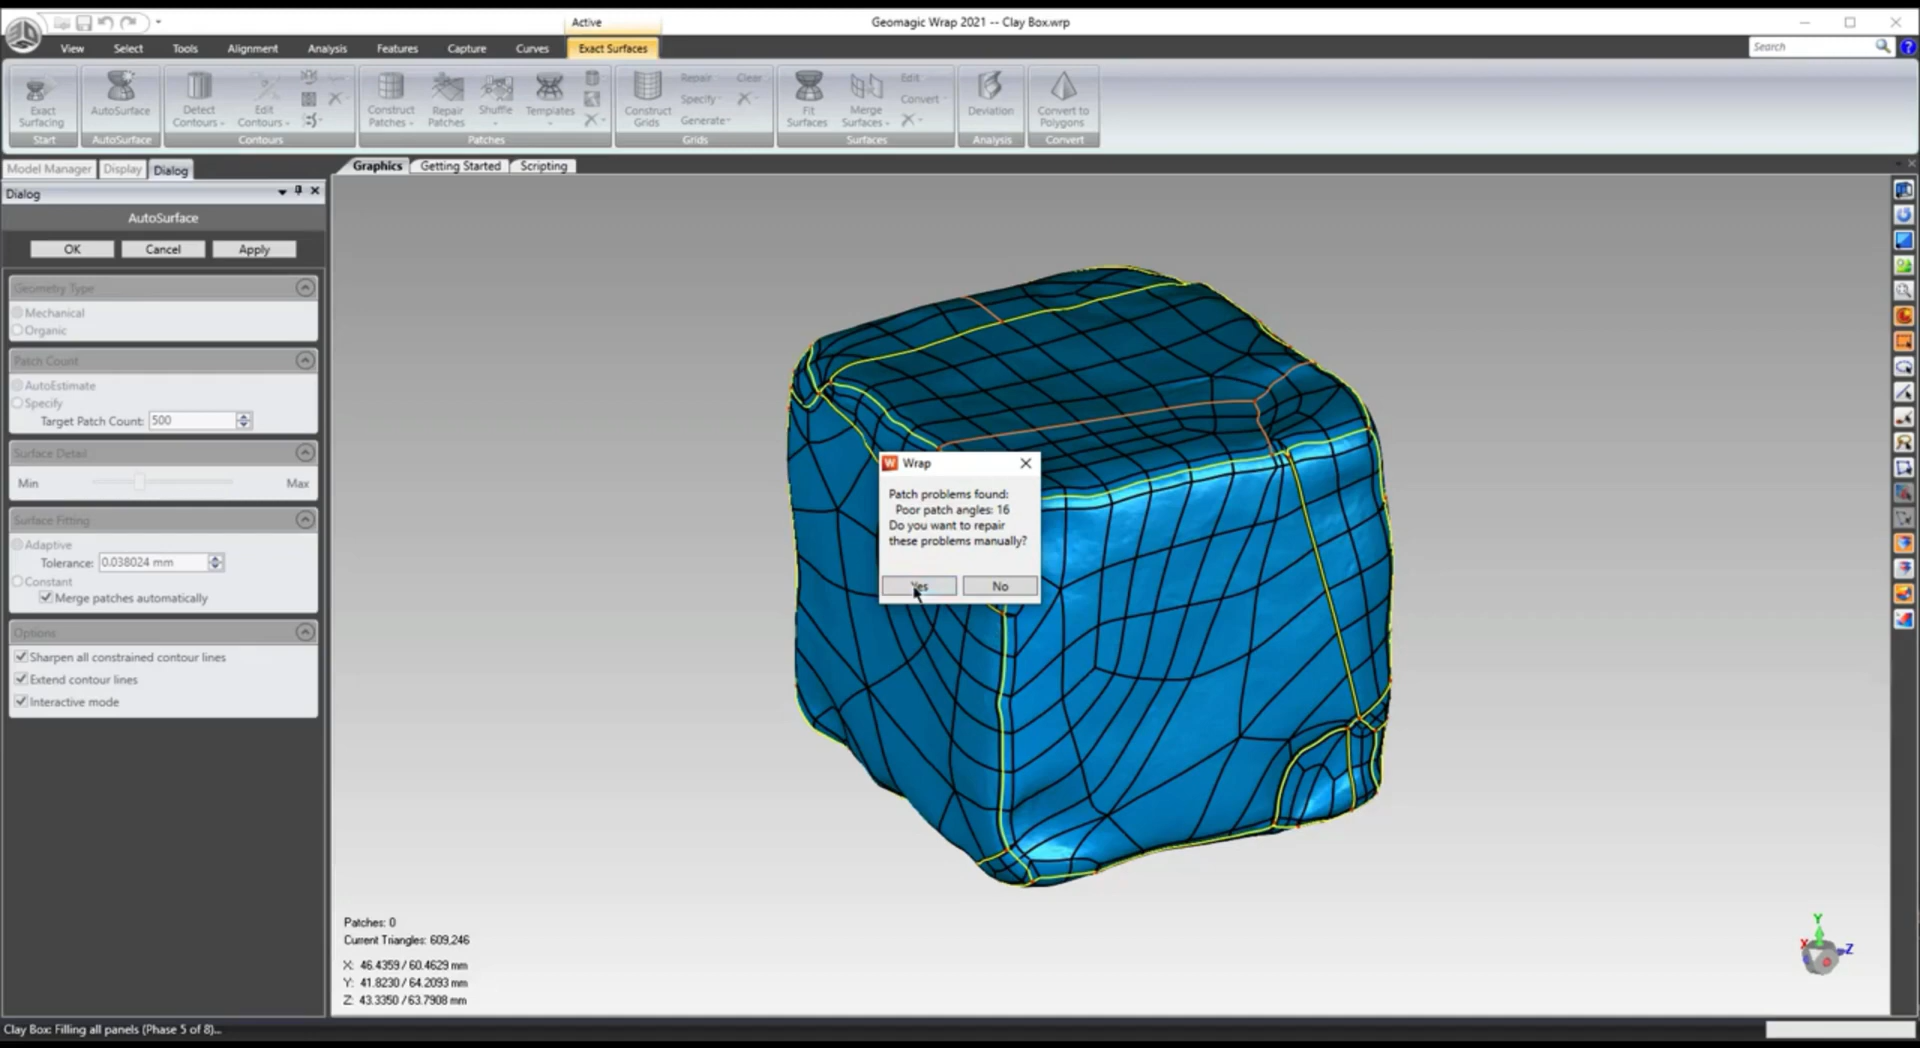 Active
Geomagic Wrap 2021 -- Clay Box.wrp
View
Select
Tools
Alignment
Analysis
Features
Capture
Curves
Exact Surfaces
Search
?
Exact Surfacing
AutoSurface
Detect Contours
Edit Contours
Construct Patches
Repair Patches
Shuffle
Templates
Construct Grids
Repair
Clear
Specify
Generate
Fit Surfaces
Merge Surfaces
Edit
Convert
Deviation
Convert to Polygons
Start
AutoSurface
Contours
Patches
Grids
Surfaces
Analysis
Convert
Model Manager
Display
Dialog
Graphics
Getting Started
Scripting
Dialog
AutoSurface
OK
Cancel
Apply
Geometry Type
Mechanical
Organic
Patch Count
AutoEstimate
Specify
Target Patch Count: 500
Surface Detail
Min
Max
Surface Fitting
Adaptive
Tolerance: 0.038024 mm
Constant
Merge patches automatically
Options
Sharpen all constrained contour lines
Extend contour lines
Interactive mode
W Wrap
Patch problems found:
Poor patch angles: 16
Do you want to repair
these problems manually?
Yes
No
Patches: 0
Current Triangles: 609,246
X: 46.4359 / 60.4629 mm
Y: 41.8230 / 64.2093 mm
Z: 43.3350 / 63.7908 mm
Y
X
Z
Clay Box: Filling all panels (Phase 5 of 8)...